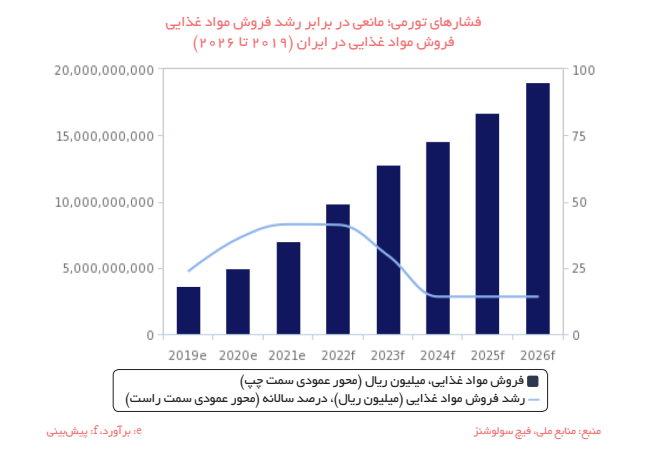 فشارهای تورمی؛ مانعی در برابر رشد فروش مواد غذایی
فروش مواد غذایی در ایران (۲۰۱۹ تا ۲۰۲۶)
20,000,000,000
15,000,000,000
10,000,000,000
5,000,000,000
0
100
75
50
25
0
2019e 2020e 2021e 2022f 2023f 2024f 2025f 2026f
فروش مواد غذایی، میلیون ریال (محور عمودی سمت چپ)
رشد فروش مواد غذایی (میلیون ریال)، درصد سالانه (محور عمودی سمت راست)
منبع: منابع ملی، فیچ سولوشنز
e: برآورد، f: پیش‌بینی